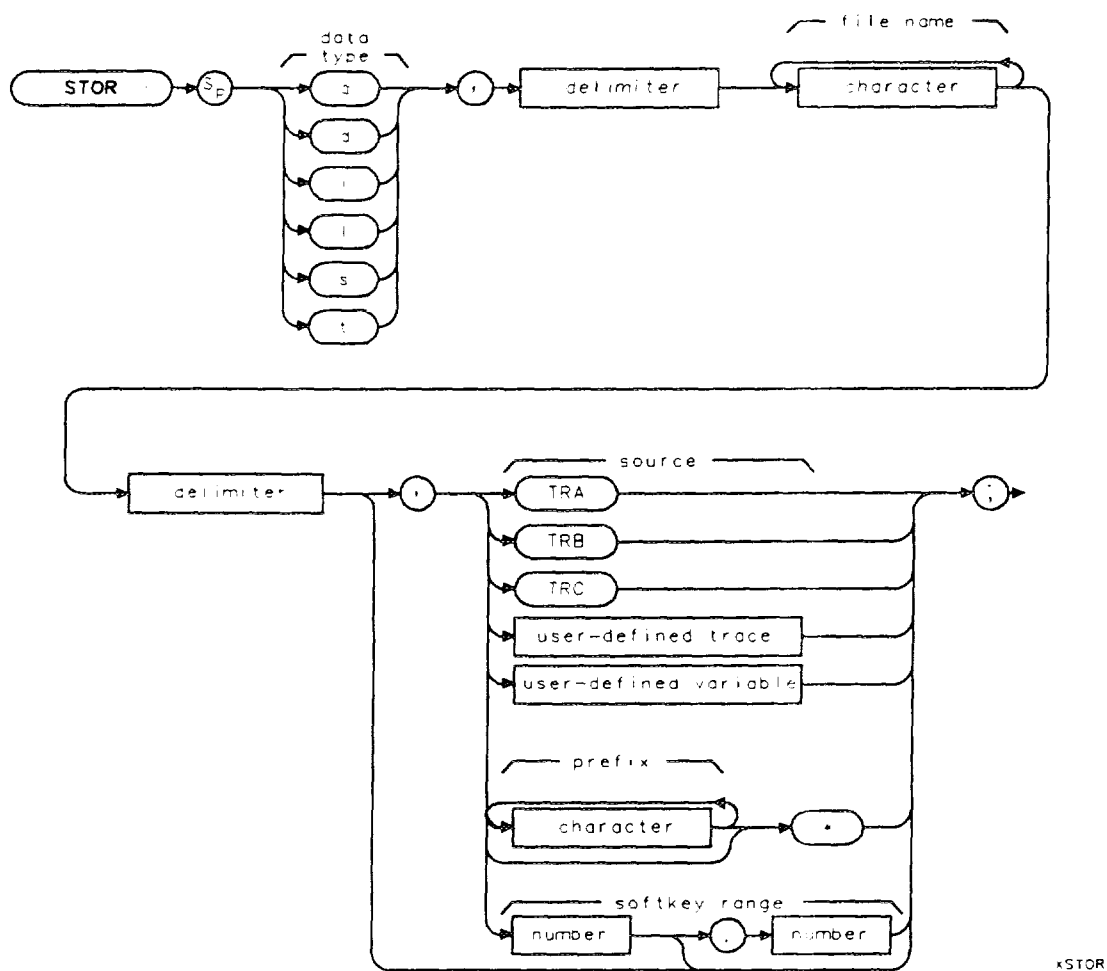 file name
data
type
STOR
SP
,
delimiter
character
s
t
delimiter
,
source
TRA
TRB
TRC
user-defined trace
user-defined variable
;
prefix
character
softkey range
number
,
number
xSTOR